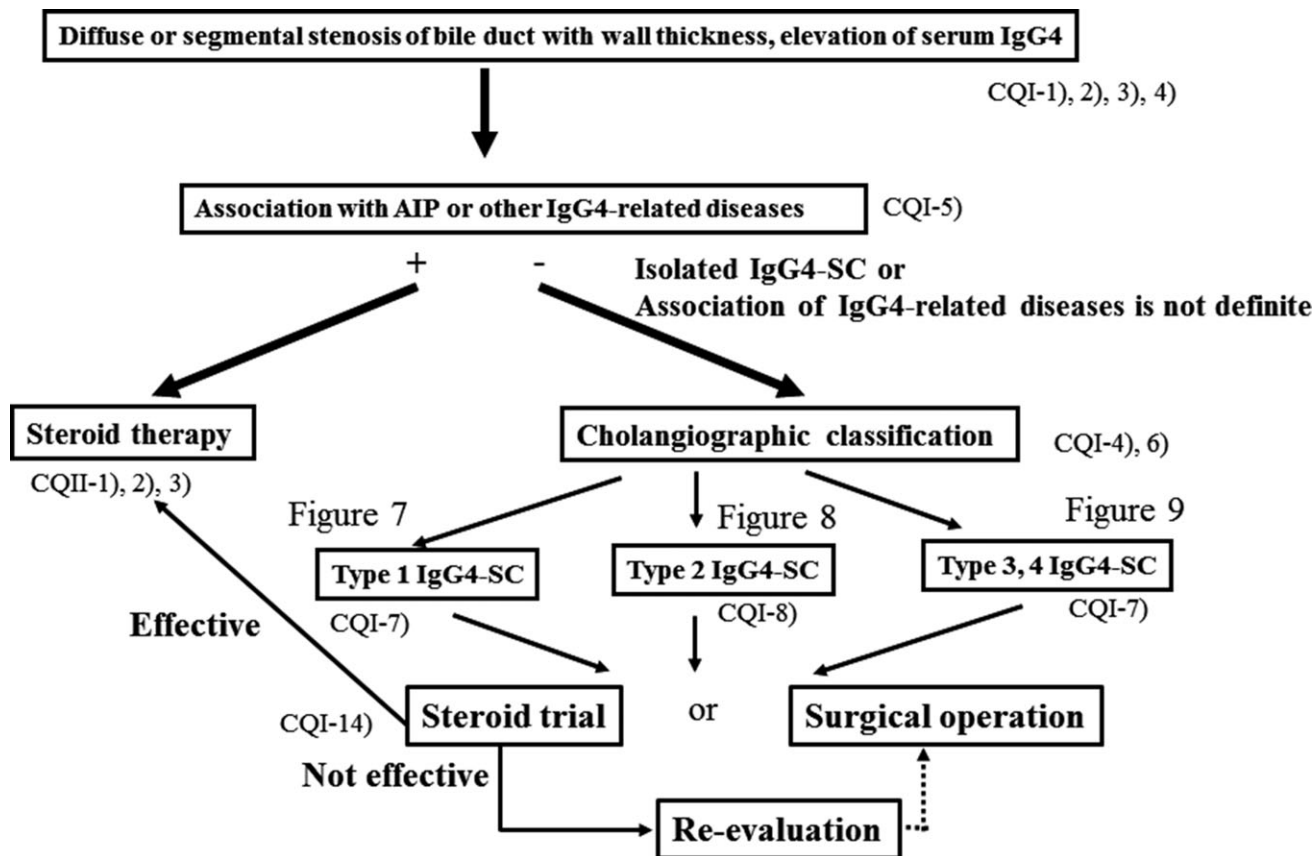 Diffuse or segmental stenosis of bile duct with wall thickness, elevation of serum IgG4
CQI-1), 2), 3), 4)
Association with AIP or other IgG4-related diseases
CQI-5)
+
-
Isolated IgG4-SC or
Association of IgG4-related diseases is not definite
Steroid therapy
CQII-1), 2), 3)
Cholangiographic classification
CQI-4), 6)
Figure 7
Figure 8
Figure 9
Type 1 IgG4-SC
Type 2 IgG4-SC
Type 3, 4 IgG4-SC
CQI-7)
CQI-8)
CQI-7)
Effective
CQI-14)
Steroid trial
or
Surgical operation
Not effective
Re-evaluation